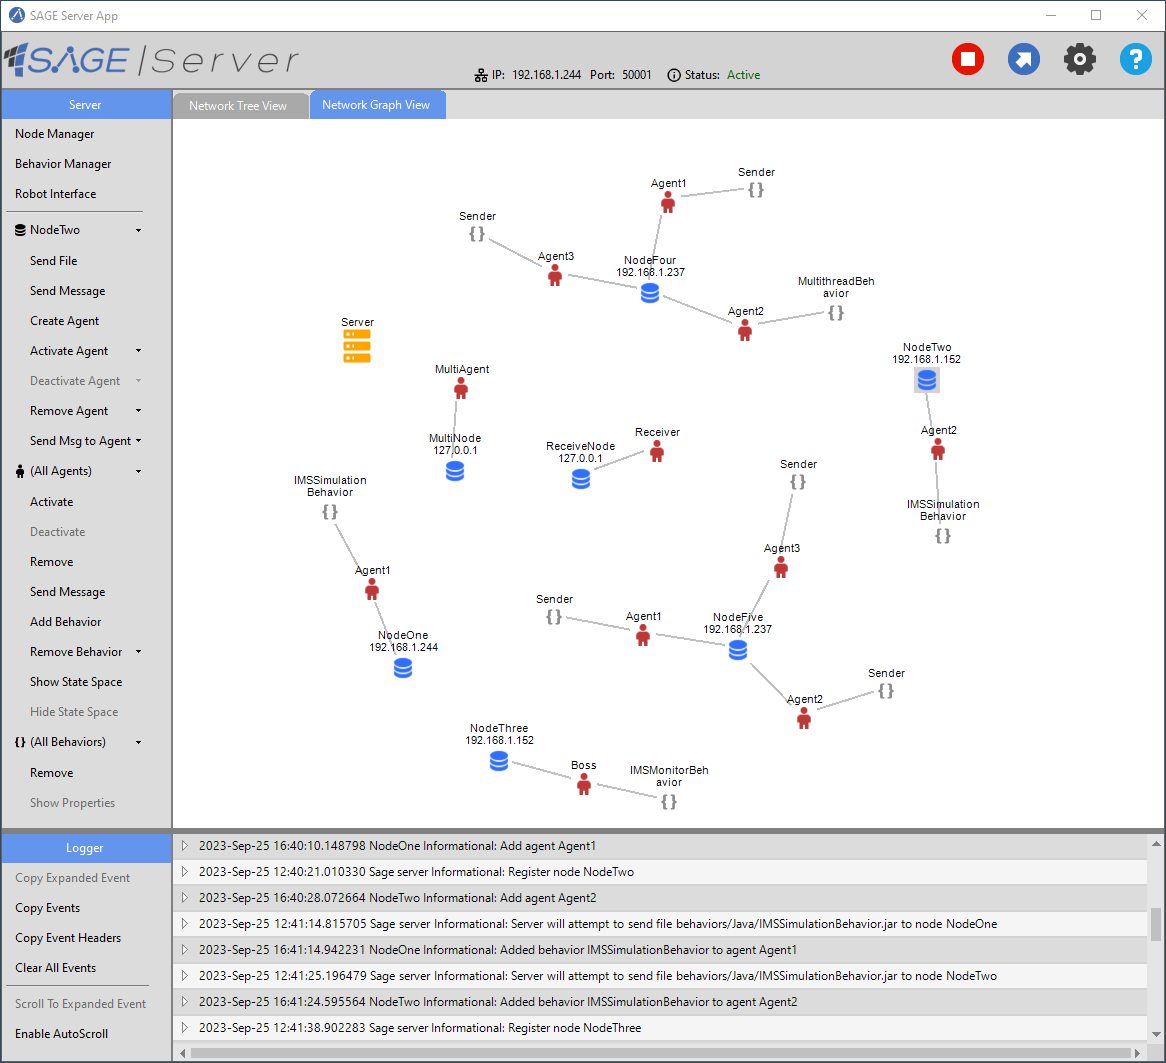 SAGE Server App
SAGE|Server
IP: 192.168.1.244 Port: 50001 Status: Active
?
Server
Network Tree View
Network Graph View
Node Manager
Behavior Manager
Robot Interface
NodeTwo
Send File
Send Message
Create Agent
Activate Agent
Deactivate Agent
Remove Agent
Send Msg to Agent
(All Agents)
Activate
Deactivate
Remove
Send Message
Add Behavior
Remove Behavior
Show State Space
Hide State Space
{} (All Behaviors)
Remove
Show Properties
Sender
{}
Agent1
Sender
{}
Agent3
NodeFour
192.168.1.237
MultithreadBeh
avior
{}
Agent2
Server
NodeTwo
192.168.1.152
MultiAgent
Agent2
Receiver
MultiNode
127.0.0.1
ReceiveNode
127.0.0.1
Sender
{}
IMSSimulation
Behavior
{}
IMSSimulation
Behavior
{}
Agent3
Agent1
Sender
{}
Agent1
NodeFive
192.168.1.237
NodeOne
192.168.1.244
Sender
{}
Agent2
NodeThree
192.168.1.152
Boss
IMSMonitorBeh
avior
{}
Logger
Copy Expanded Event
Copy Events
Copy Event Headers
Clear All Events
Scroll To Expanded Event
Enable AutoScroll
2023-Sep-25 16:40:10.148798 NodeOne Informational: Add agent Agent1
2023-Sep-25 12:40:21.010330 Sage server Informational: Register node NodeTwo
2023-Sep-25 16:40:28.072664 NodeTwo Informational: Add agent Agent2
2023-Sep-25 12:41:14.815705 Sage server Informational: Server will attempt to send file behaviors/Java/IMSSimulationBehavior.jar to node NodeOne
2023-Sep-25 16:41:14.942231 NodeOne Informational: Added behavior IMSSimulationBehavior to agent Agent1
2023-Sep-25 12:41:25.196479 Sage server Informational: Server will attempt to send file behaviors/Java/IMSSimulationBehavior.jar to node NodeTwo
2023-Sep-25 16:41:24.595564 NodeTwo Informational: Added behavior IMSSimulationBehavior to agent Agent2
2023-Sep-25 12:41:38.902283 Sage server Informational: Register node NodeThree